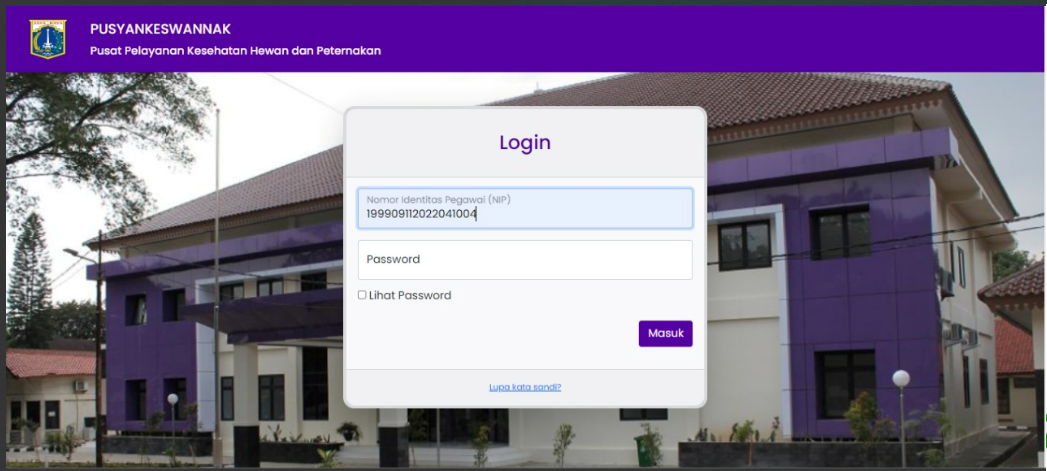 PUSYANKESWANNAK
Pusat Pelayanan Kesehatan Hewan dan Peternakan
Login
Nomor Identitas Pegawai (NIP)
199909112022041004
Password
Lihat Password
Masuk
Lupa kata sandi?